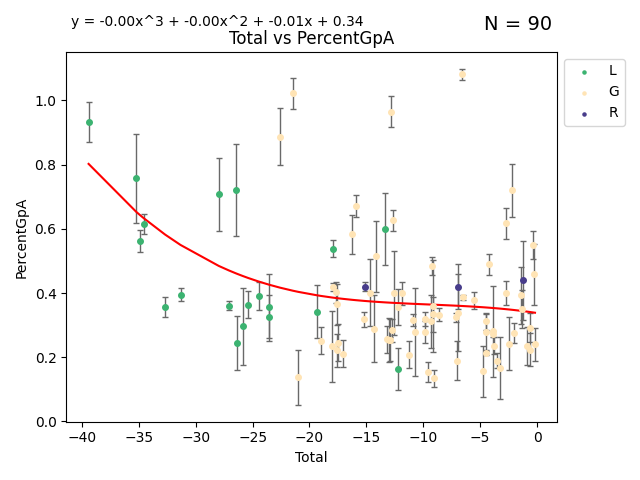 y = -0.00x^3 + -0.00x^2 + -0.01x + 0.34
N = 90
Total vs PercentGpA
L
G
R
PercentGpA
1.0
0.8
0.6
0.4
0.2
0.0
−40 −35 −30 −25 −20 −15 −10 −5 0
Total